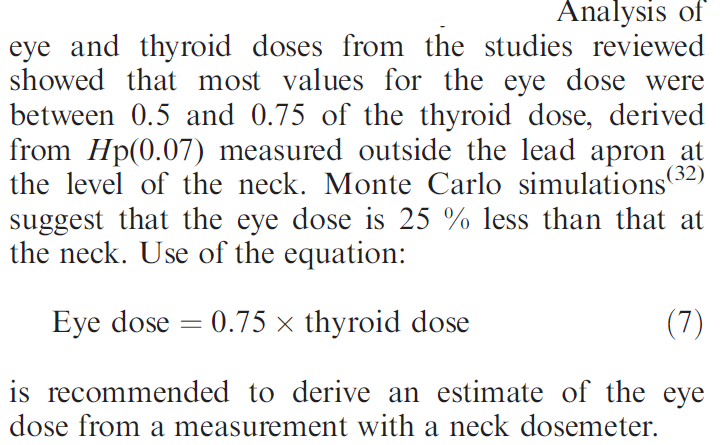 Analysis of
eye and thyroid doses from the studies reviewed
showed that most values for the eye dose were
between 0.5 and 0.75 of the thyroid dose, derived
from Hp(0.07) measured outside the lead apron at
the level of the neck. Monte Carlo simulations(32)
suggest that the eye dose is 25 % less than that at
the neck. Use of the equation:
Eye dose = 0.75 × thyroid dose (7)
is recommended to derive an estimate of the eye
dose from a measurement with a neck dosemeter.